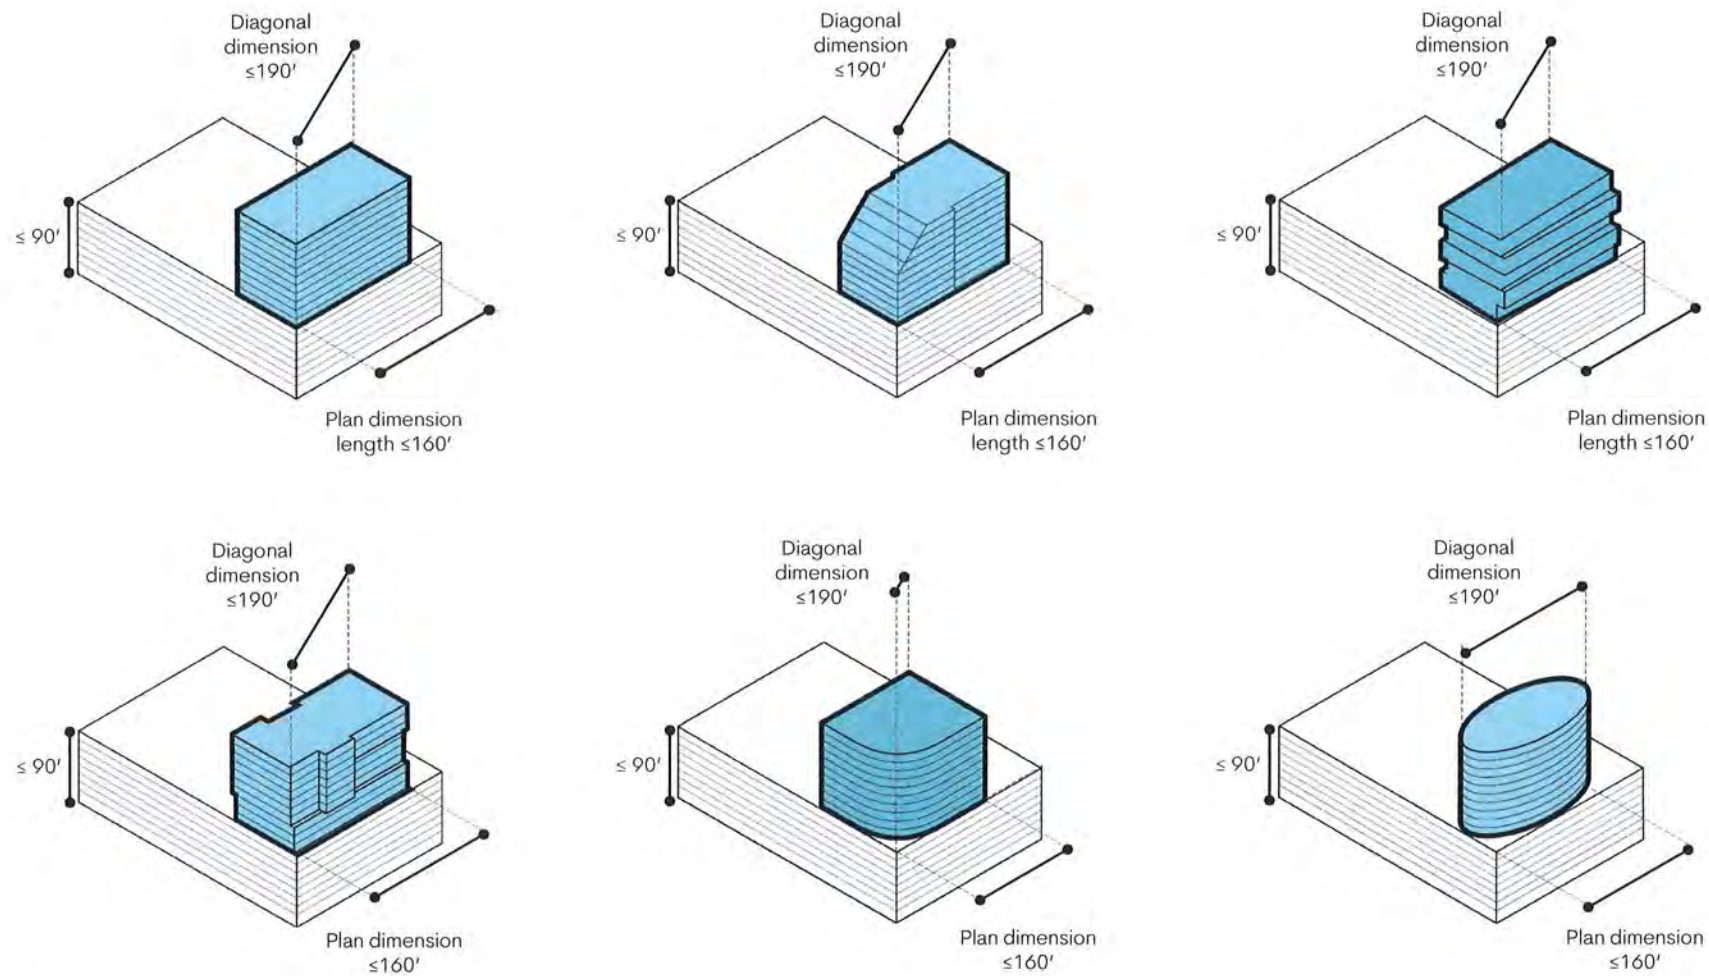 Diagonal
dimension
≤190′
≤ 90′
Plan dimension
length ≤160′
Diagonal
dimension
≤190′
≤ 90′
Plan dimension
length ≤160′
Diagonal
dimension
≤190′
≤ 90′
Plan dimension
length ≤160′
Diagonal
dimension
≤190′
≤ 90′
Plan dimension
≤160′
Diagonal
dimension
≤190′
≤ 90′
Plan dimension
≤160′
Diagonal
dimension
≤190′
≤ 90′
Plan dimension
≤160′